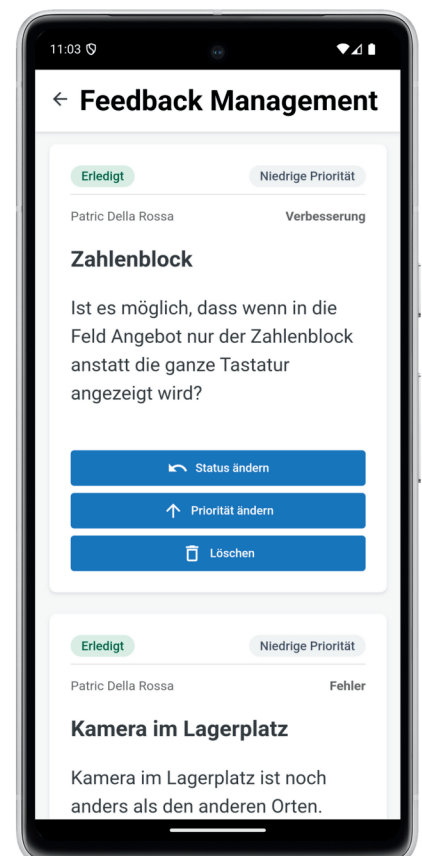 11:03
Feedback Management
Erledigt Niedrige Priorität
Patric Della Rossa Verbesserung
Zahlenblock
Ist es möglich, dass wenn in die
Feld Angebot nur der Zahlenblock
anstatt die ganze Tastatur
angezeigt wird?
Status ändern
Priorität ändern
Löschen
Erledigt Niedrige Priorität
Patric Della Rossa Fehler
Kamera im Lagerplatz
Kamera im Lagerplatz ist noch
anders als den anderen Orten.